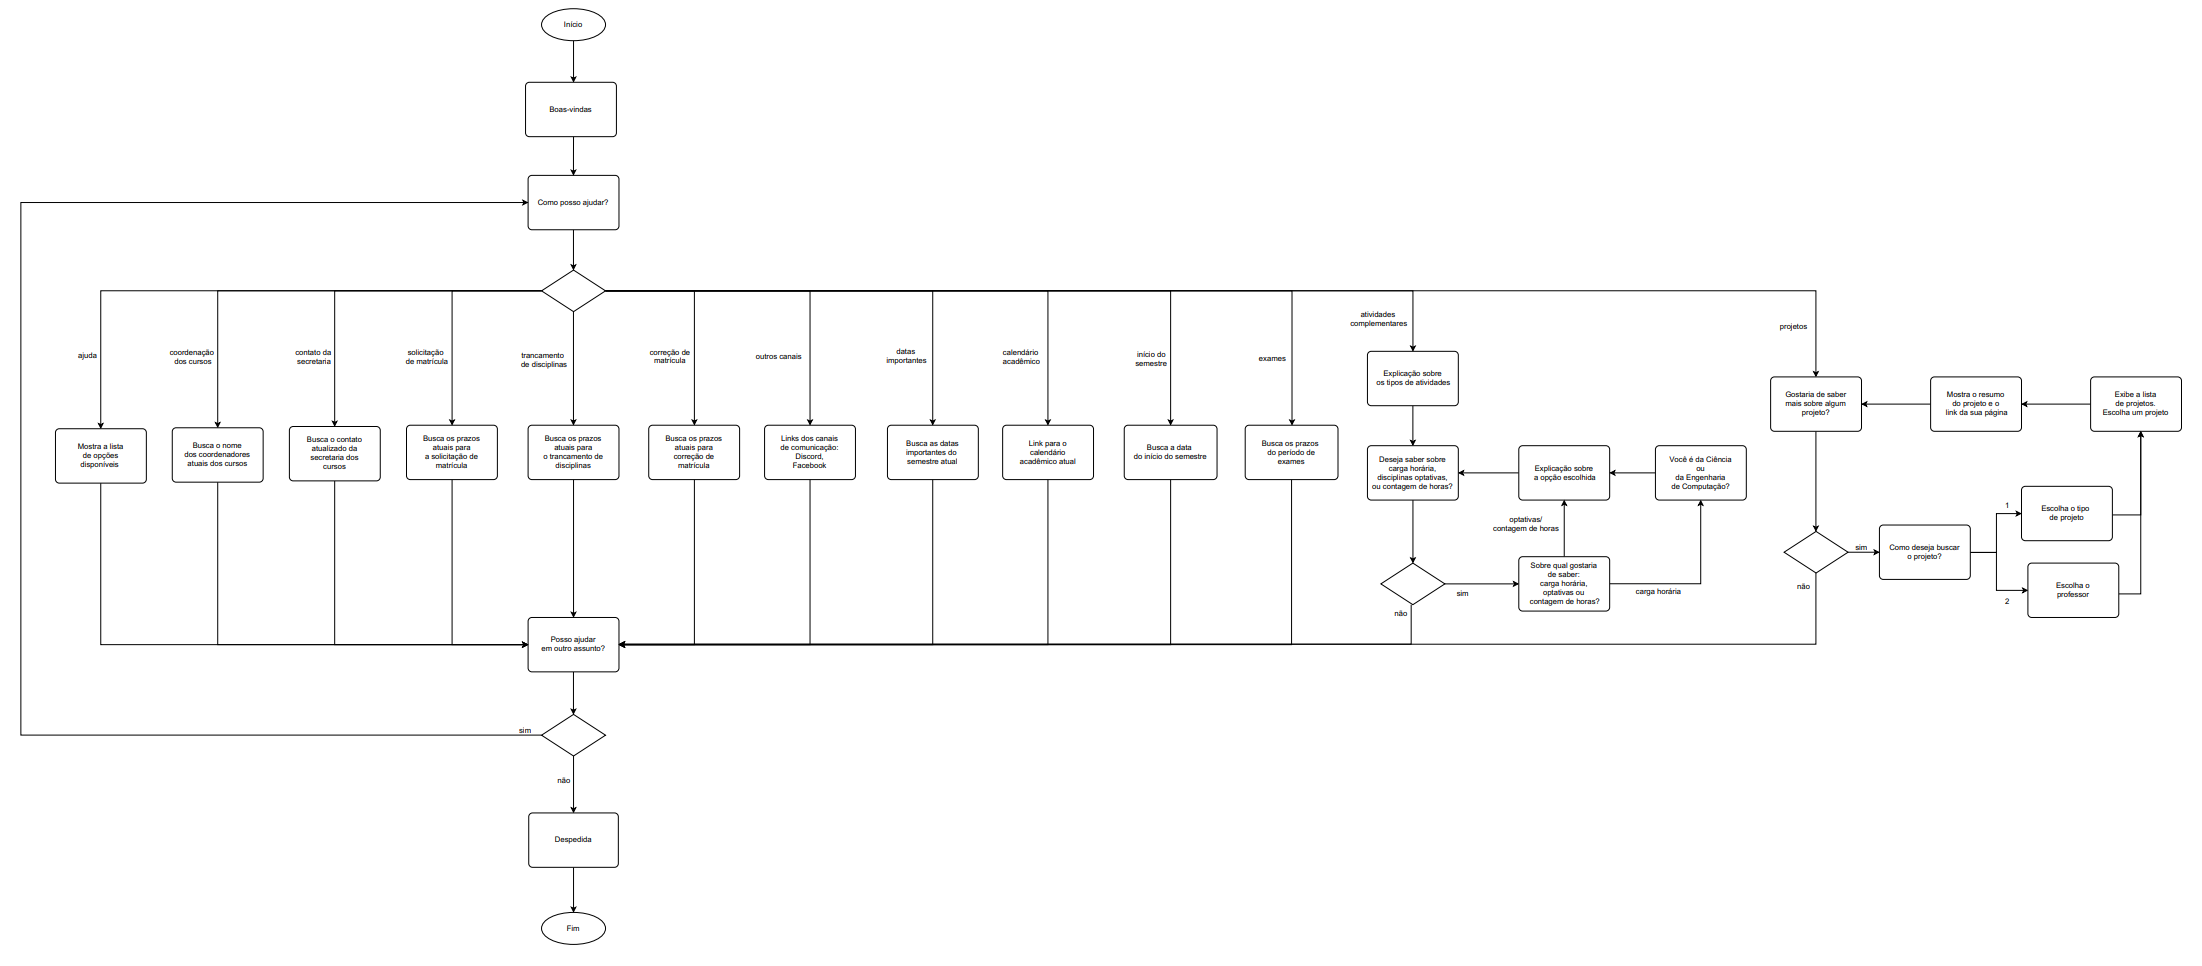 Início
Boas-vindas
Como posso ajudar?
ajuda
coordenação
dos cursos
contato da
secretaria
solicitação
de matrícula
trancamento
de disciplinas
correção de
matrícula
outros canais
datas
importantes
calendário
acadêmico
início do
semestre
exames
atividades
complementares
projetos
Mostra a lista
de opções
disponíveis
Busca o nome
dos coordenadores
atuais dos cursos
Busca o contato
atualizado da
secretaria dos
cursos
Busca os prazos
atuais para
a solicitação de
matrícula
Busca os prazos
atuais para
o trancamento de
disciplinas
Busca os prazos
atuais para
correção de
matrícula
Links dos canais
de comunicação:
Discord,
Facebook
Busca as datas
importantes do
semestre atual
Link para o
calendário
acadêmico atual
Busca a data
do início do semestre
Busca os prazos
do período de
exames
Explicação sobre
os tipos de atividades
Deseja saber sobre
carga horária,
disciplinas optativas,
ou contagem de horas?
Explicação sobre
a opção escolhida
Você é da Ciência
ou
da Engenharia
de Computação?
optativas/
contagem de horas
sim
Sobre qual gostaria
de saber:
carga horária,
optativas ou
contagem de horas?
carga horária
não
Gostaria de saber
mais sobre algum
projeto?
Mostra o resumo
do projeto e o
link da sua página
Exibe a lista
de projetos.
Escolha um projeto
sim
Como deseja buscar
o projeto?
1
Escolha o tipo
de projeto
2
Escolha o
professor
não
Posso ajudar
em outro assunto?
sim
não
Despedida
Fim